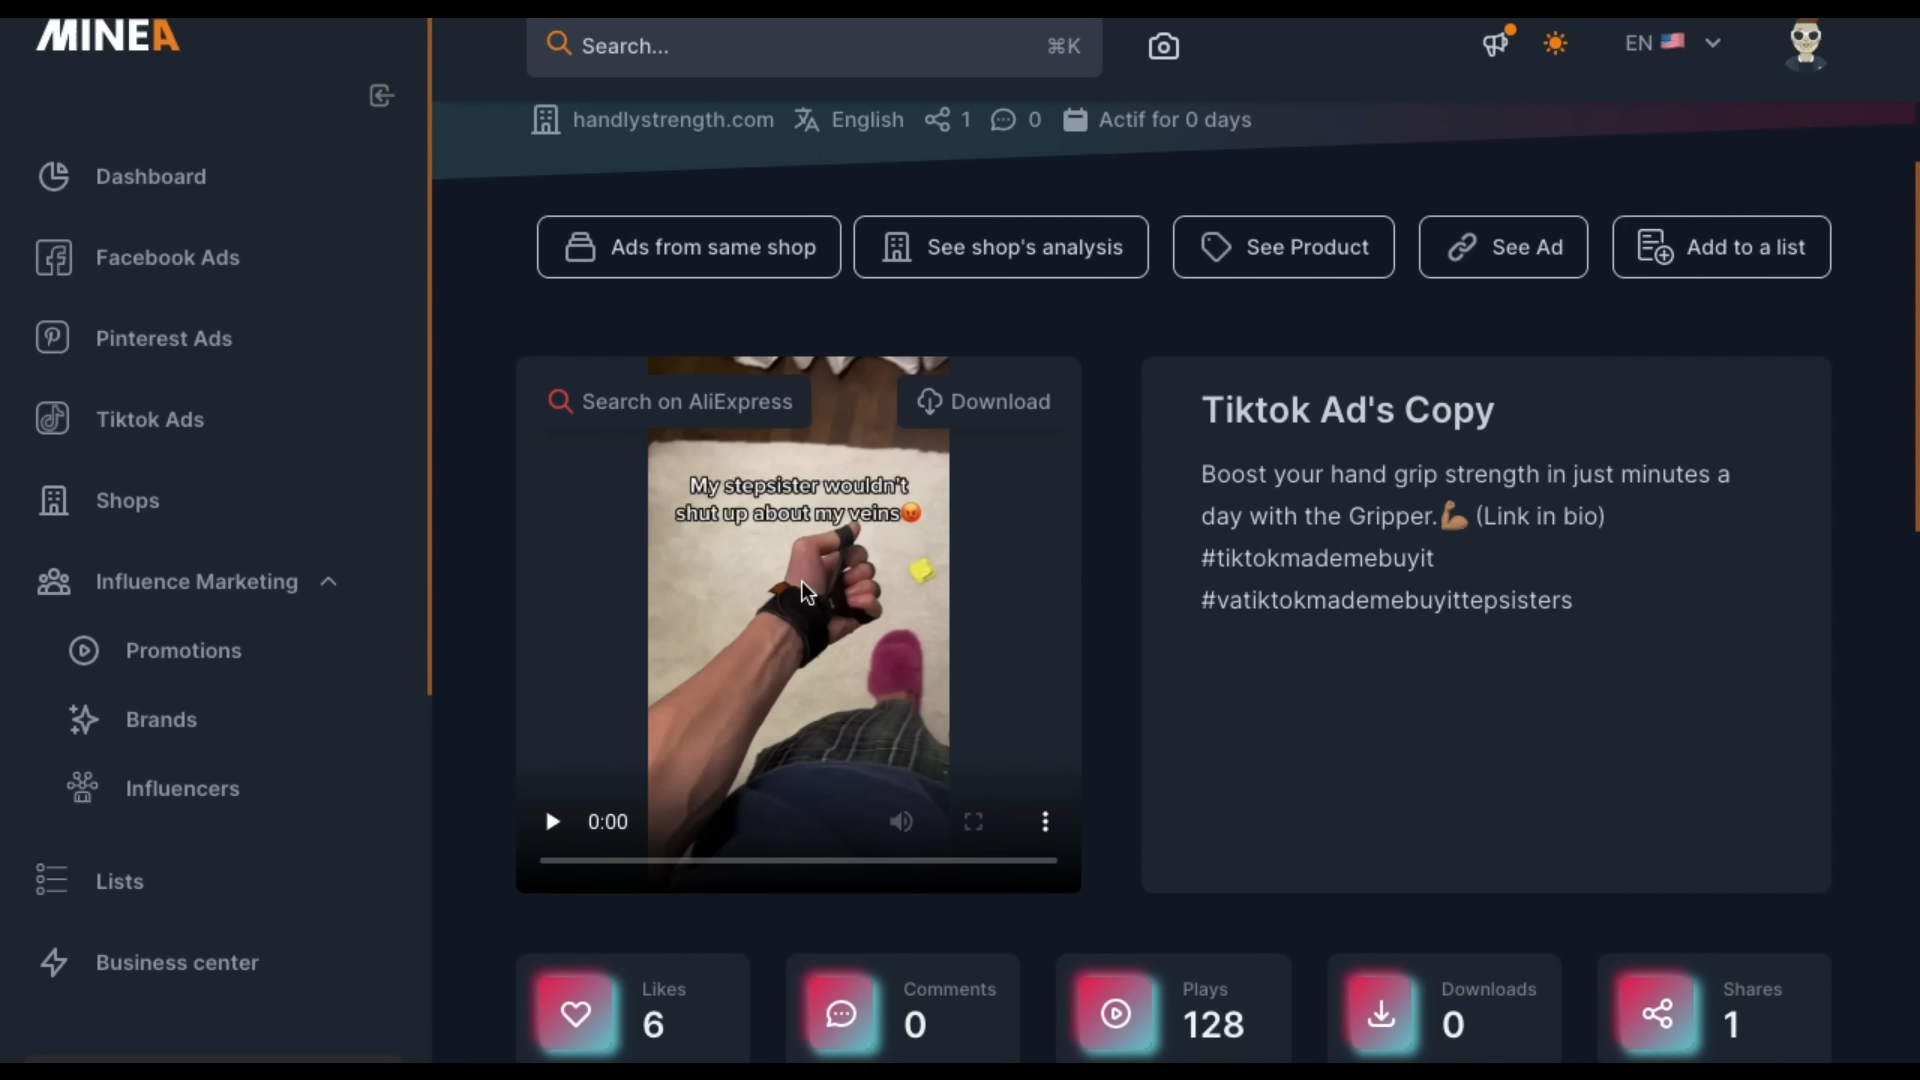 MINEA
Search...
⌘K
EN
handlystrength.com
English
1
0
Actif for 0 days
Dashboard
Facebook Ads
Pinterest Ads
Tiktok Ads
Shops
Influence Marketing
Promotions
Brands
Influencers
Lists
Business center
Ads from same shop
See shop's analysis
See Product
See Ad
Add to a list
Search on AliExpress
Download
My stepsister wouldn't
shut up about my veins😡
0:00
Tiktok Ad's Copy
Boost your hand grip strength in just minutes a
day with the Gripper.💪🏽 (Link in bio)
#tiktokmademebuyit
#vatiktokmademebuyittepsisters
Likes
6
Comments
0
Plays
128
Downloads
0
Shares
1